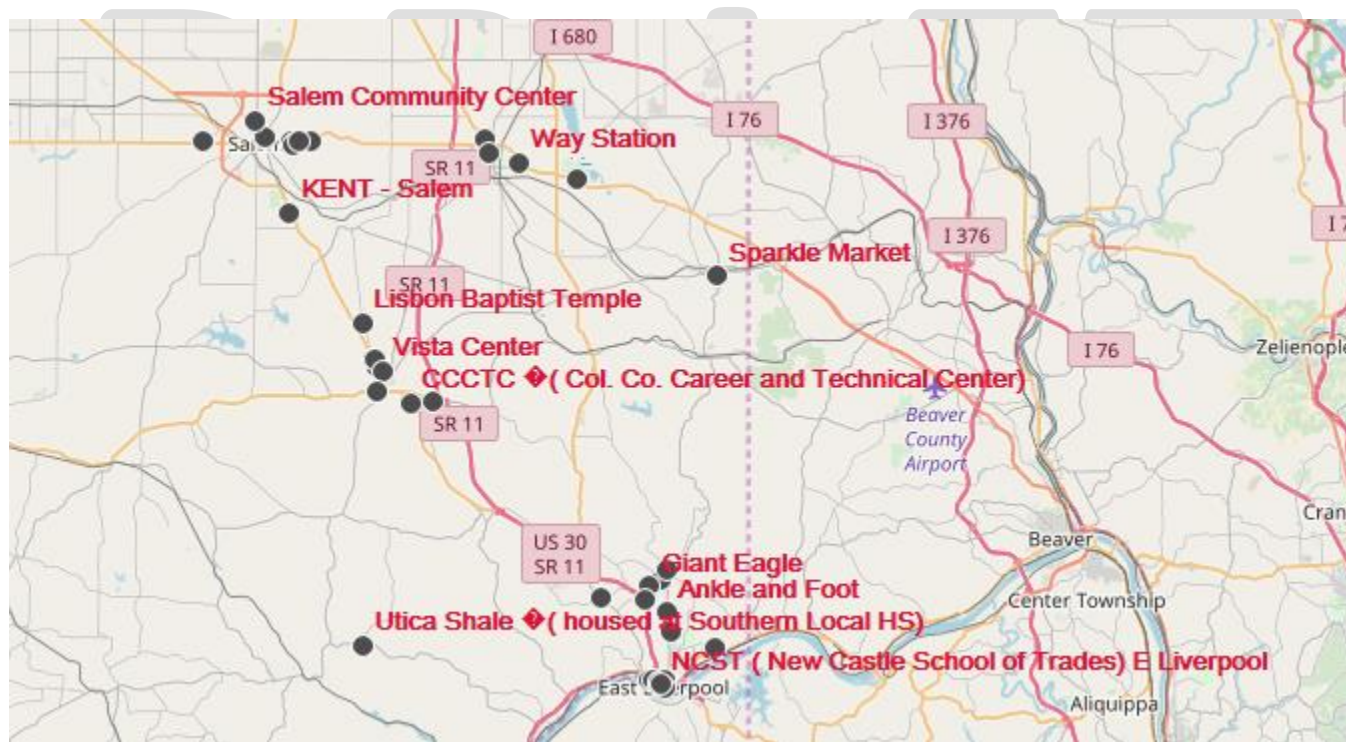 I 680
Salem Community Center
I 76
I 376
Way Station
SR 11
KENT - Salem
I 376
Sparkle Market
SR 11
Lisbon Baptist Temple
Vista Center
I 76
Zelienople
CCCTC �( Col. Co. Career and Technical Center)
SR 11
Beaver
County
Airport
Beaver
US 30
SR 11
Giant Eagle
Ankle and Foot
Center Township
Utica Shale �( housed at Southern Local HS)
NCST ( New Castle School of Trades) E Liverpool
East Liverpool
Aliquippa